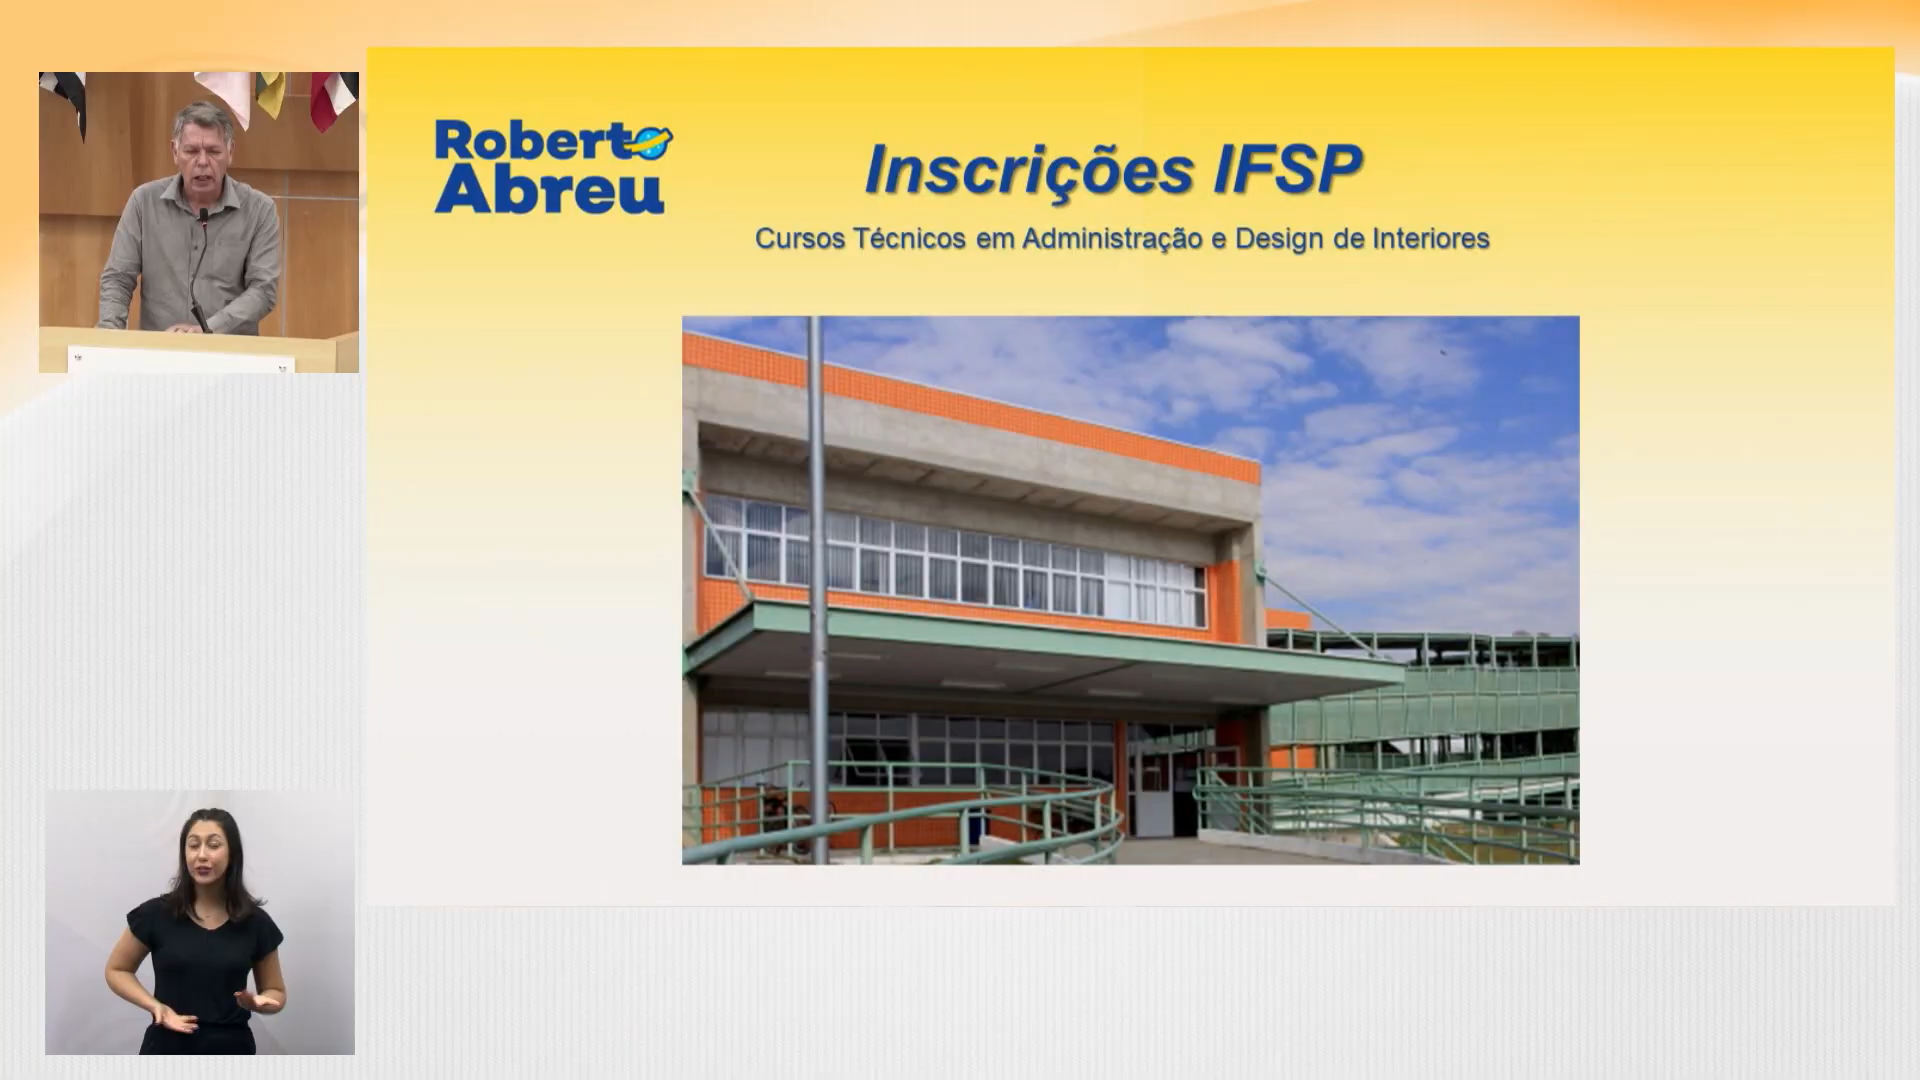 Roberto
Abreu
Inscrições IFSP
Cursos Técnicos em Administração e Design de Interiores